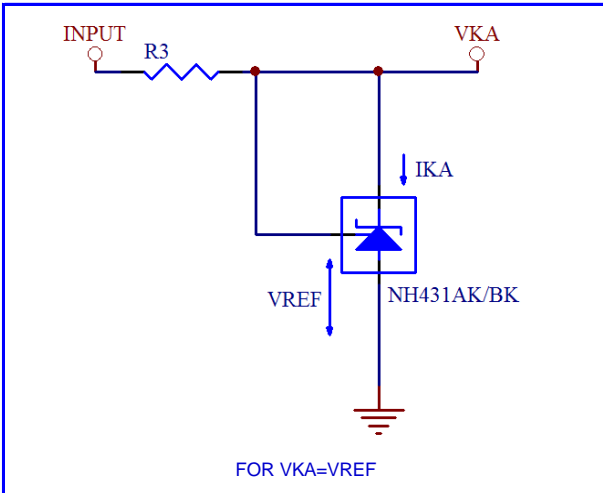 INPUT
VKA
R3
IKA
VREF
NH431AK/BK
FOR VKA=VREF